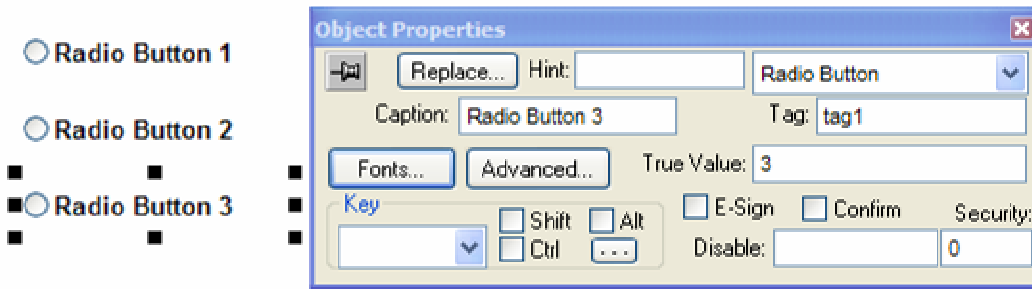 Radio Button 1
Radio Button 2
Radio Button 3
Object Properties
Replace... Hint: Radio Button
Caption: Radio Button 3 Tag: tag1
Fonts... Advanced... True Value: 3
Key Shift Alt E-Sign Confirm Security:
Ctrl ... Disable: 0